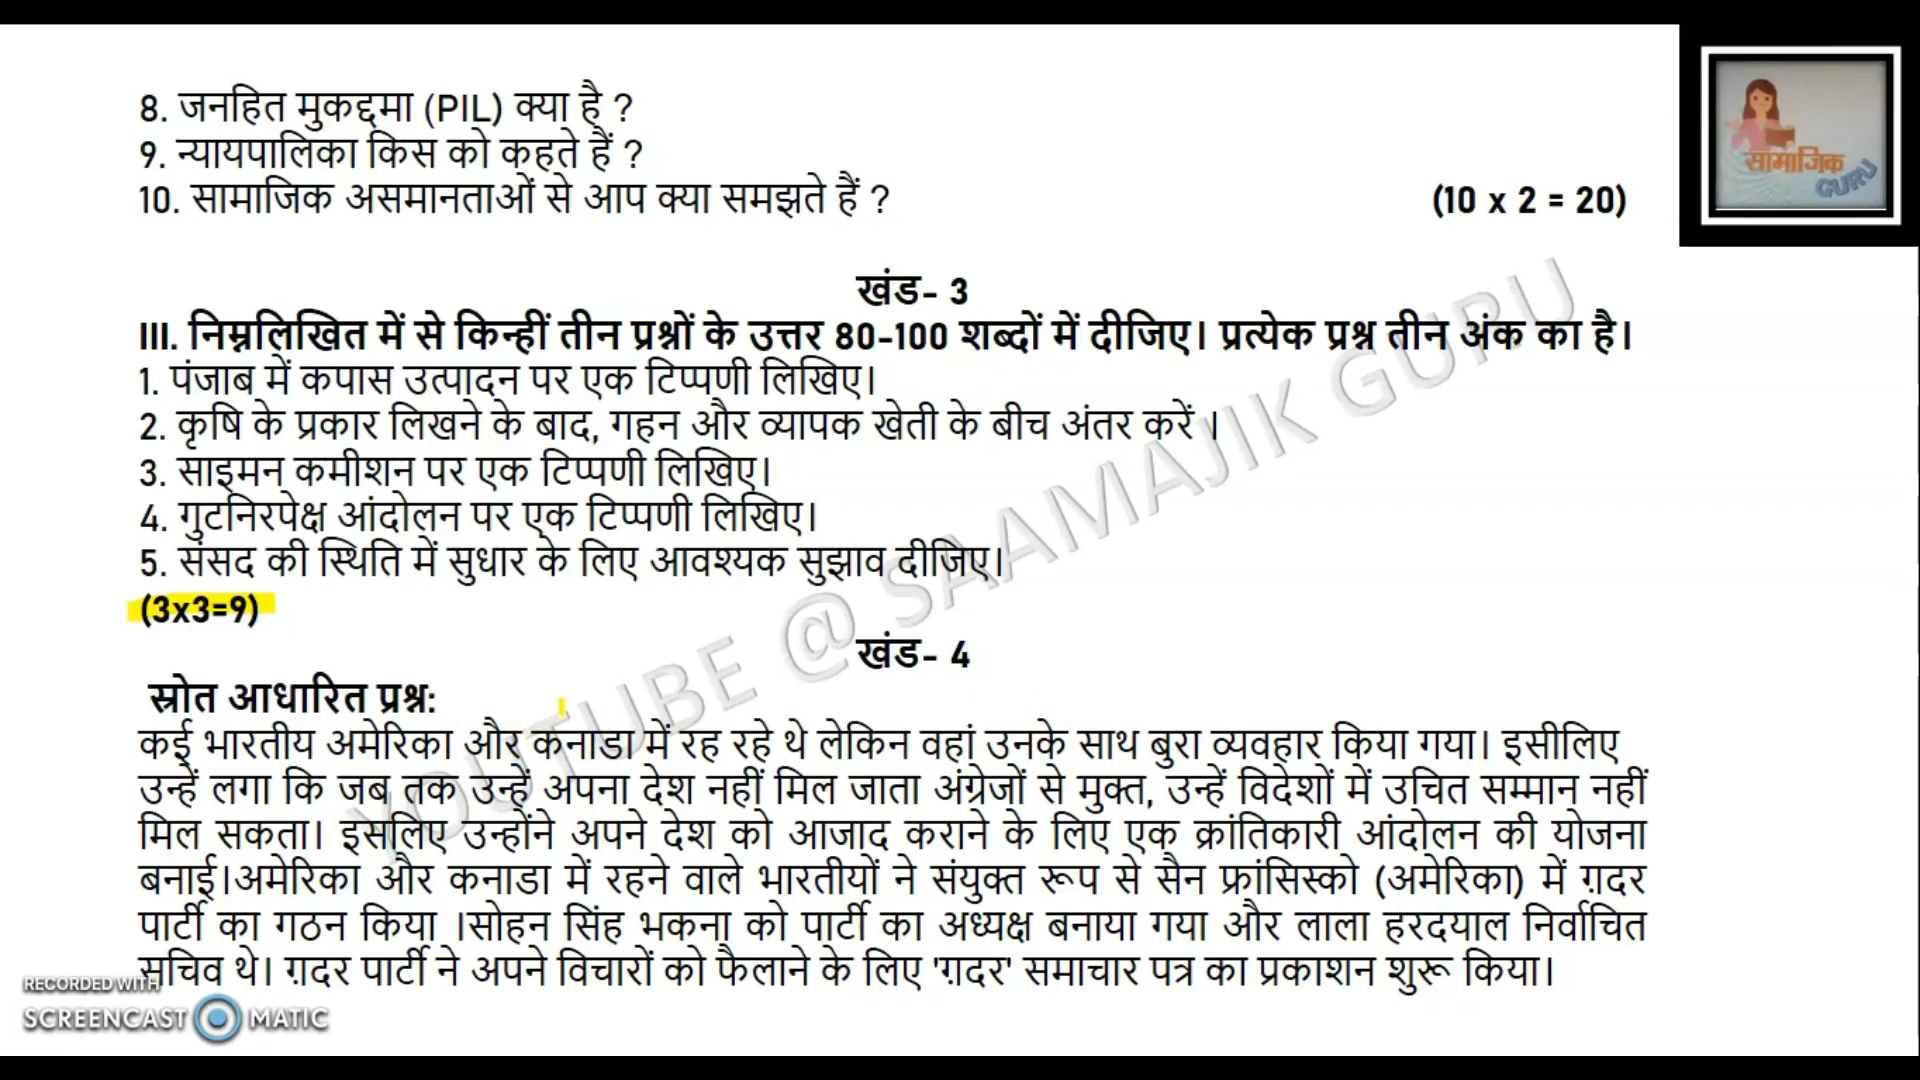 8. जनहित मुकद्दमा (PIL) क्या है ?
9. न्यायपालिका किस को कहते हैं ?
10. सामाजिक असमानताओं से आप क्या समझते हैं ? (10 x 2 = 20)
सामाजिक
GURU
खंड- 3
III. निम्नलिखित में से किन्हीं तीन प्रश्नों के उत्तर 80-100 शब्दों में दीजिए। प्रत्येक प्रश्न तीन अंक का है।
1. पंजाब में कपास उत्पादन पर एक टिप्पणी लिखिए।
2. कृषि के प्रकार लिखने के बाद, गहन और व्यापक खेती के बीच अंतर करें ।
3. साइमन कमीशन पर एक टिप्पणी लिखिए।
4. गुटनिरपेक्ष आंदोलन पर एक टिप्पणी लिखिए।
5. संसद की स्थिति में सुधार के लिए आवश्यक सुझाव दीजिए।
(3x3=9)
खंड- 4
स्रोत आधारित प्रश्न:
कई भारतीय अमेरिका और कनाडा में रह रहे थे लेकिन वहां उनके साथ बुरा व्यवहार किया गया। इसीलिए
उन्हें लगा कि जब तक उन्हें अपना देश नहीं मिल जाता अंग्रेजों से मुक्त, उन्हें विदेशों में उचित सम्मान नहीं
मिल सकता। इसलिए उन्होंने अपने देश को आजाद कराने के लिए एक क्रांतिकारी आंदोलन की योजना
बनाई।अमेरिका और कनाडा में रहने वाले भारतीयों ने संयुक्त रूप से सैन फ्रांसिस्को (अमेरिका) में ग़दर
पार्टी का गठन किया ।सोहन सिंह भकना को पार्टी का अध्यक्ष बनाया गया और लाला हरदयाल निर्वाचित
सचिव थे। ग़दर पार्टी ने अपने विचारों को फैलाने के लिए 'ग़दर' समाचार पत्र का प्रकाशन शुरू किया।
YOUTUBE @ SAAMAJIK GURU
RECORDED WITH
SCREENCAST MATIC